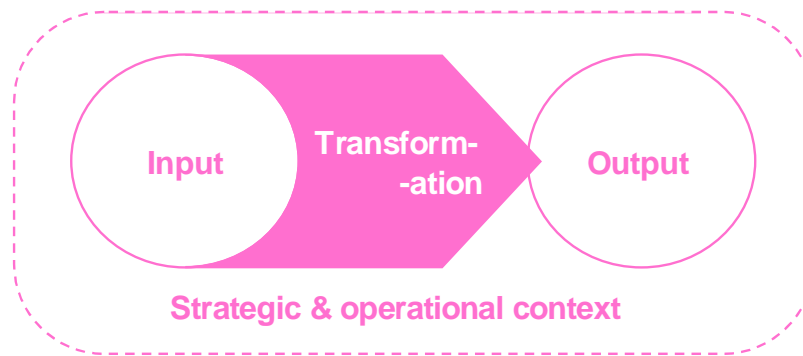 Input
Transform-
-ation
Output
Strategic & operational context